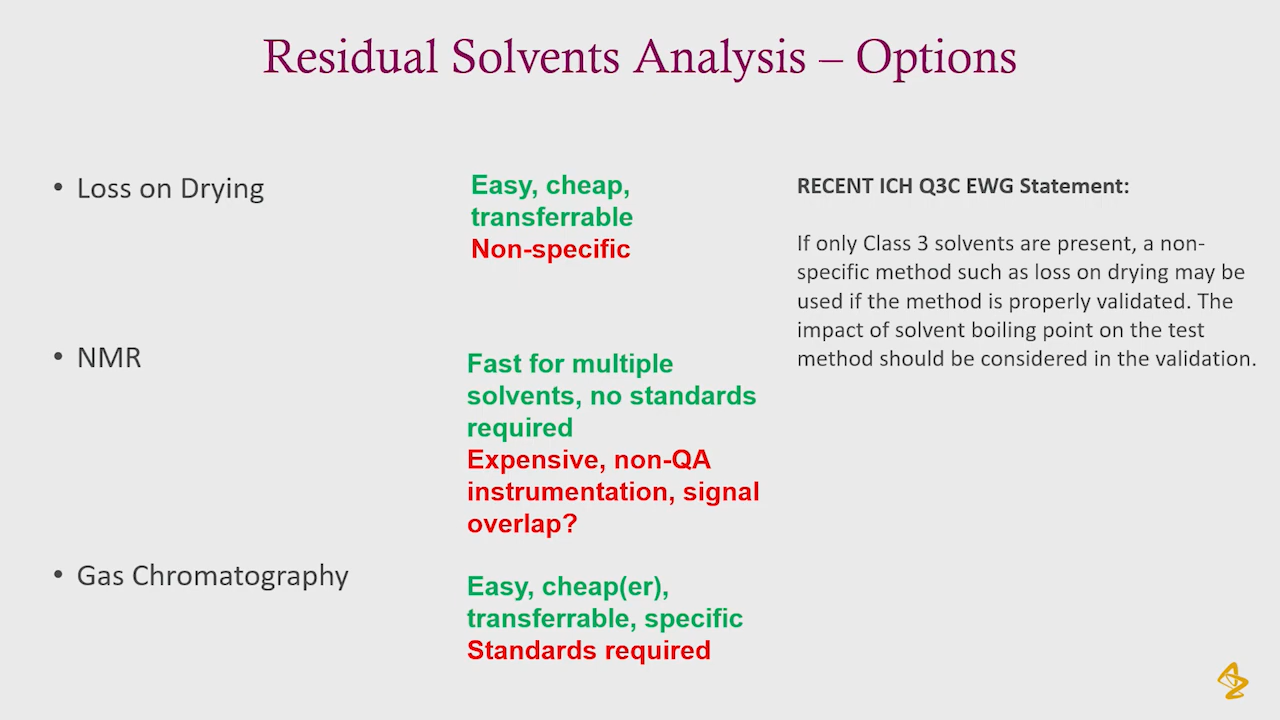 Residual Solvents Analysis – Options
• Loss on Drying
Easy, cheap,
transferrable
Non-specific
RECENT ICH Q3C EWG Statement:
If only Class 3 solvents are present, a non-
specific method such as loss on drying may be
used if the method is properly validated. The
impact of solvent boiling point on the test
method should be considered in the validation.
• NMR
Fast for multiple
solvents, no standards
required
Expensive, non-QA
instrumentation, signal
overlap?
• Gas Chromatography
Easy, cheap(er),
transferrable, specific
Standards required